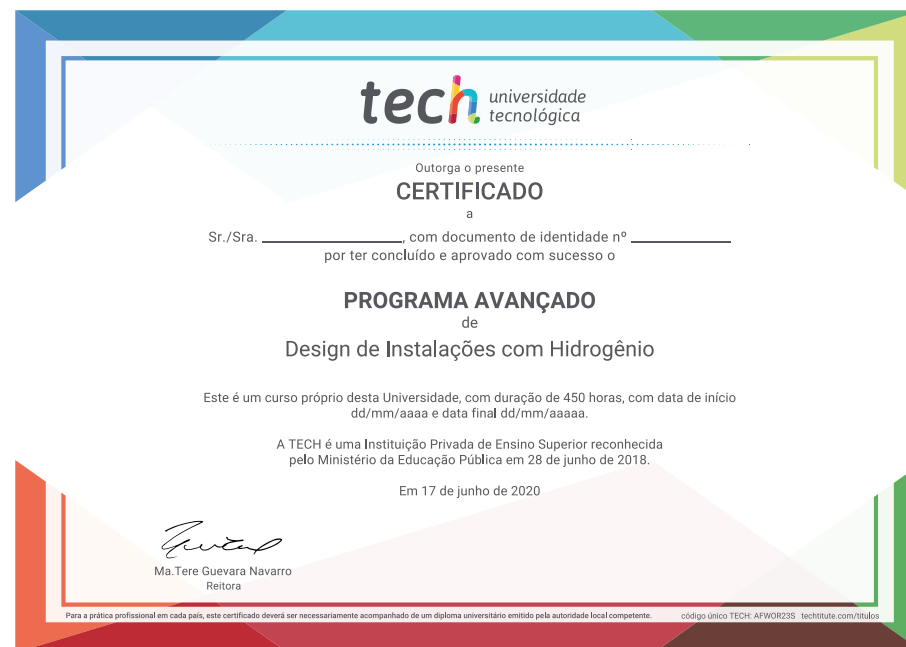 tech universidade
tecnológica
Outorga o presente
CERTIFICADO
a
Sr./Sra. ____________________, com documento de identidade nº ______________
por ter concluído e aprovado com sucesso o
PROGRAMA AVANÇADO
de
Design de Instalações com Hidrogênio
Este é um curso próprio desta Universidade, com duração de 450 horas, com data de início
dd/mm/aaaa e data final dd/mm/aaaaa.
A TECH é uma Instituição Privada de Ensino Superior reconhecida
pelo Ministério da Educação Pública em 28 de junho de 2018.
Em 17 de junho de 2020
Ma.Tere Guevara Navarro
Reitora
Para a prática profissional em cada país, este certificado deverá ser necessariamente acompanhado de um diploma universitário emitido pela autoridade local competente. código único TECH: AFWOR23S techtitute.com/titulos